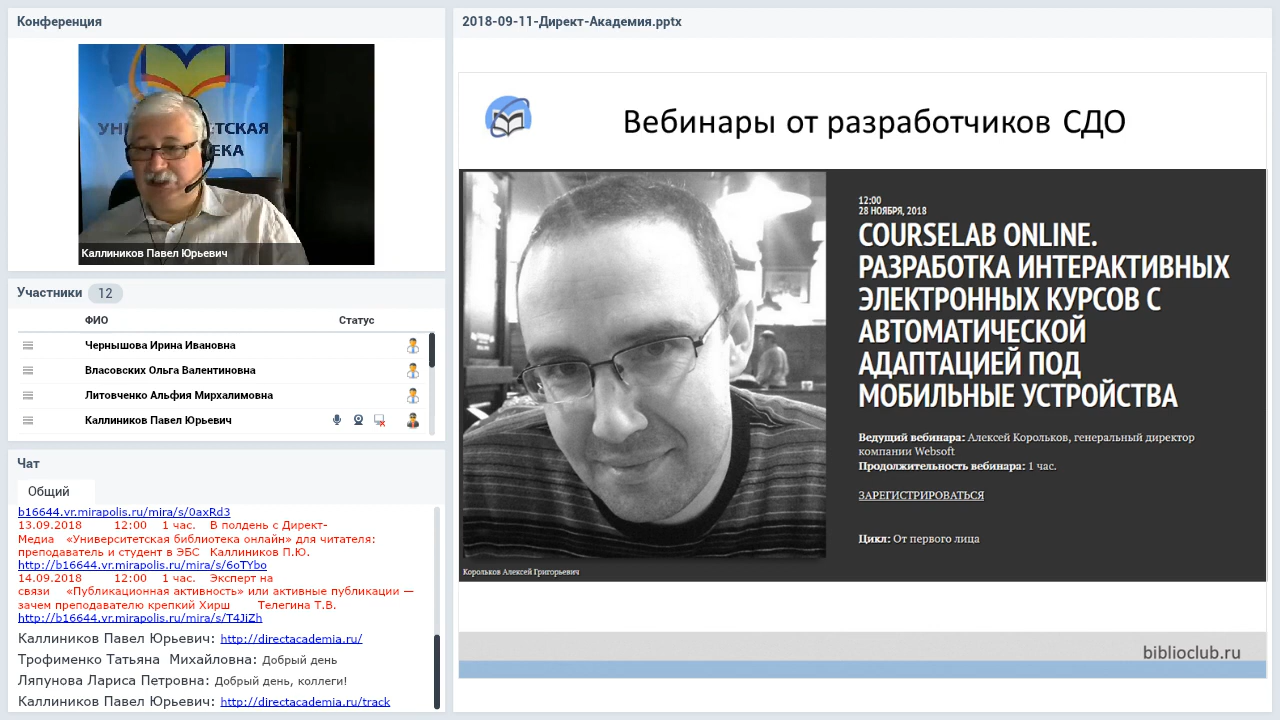 Конференция
УНИ
ТСКАЯ
ЕКА
Каллиников Павел Юрьевич
Участники 12
ФИО Статус
Чернышова Ирина Ивановна
Власовских Ольга Валентиновна
Литовченко Альфия Мирхалимовна
Каллиников Павел Юрьевич
Чат
Общий
b16644.vr.mirapolis.ru/mira/s/0axRd3
13.09.2018 12:00 1 час. В полдень с Директ-
Медиа «Университетская библиотека онлайн» для читателя:
преподаватель и студент в ЭБС Каллиников П.Ю.
http://b16644.vr.mirapolis.ru/mira/s/6oTYbo
14.09.2018 12:00 1 час. Эксперт на
связи «Публикационная активность» или активные публикации —
зачем преподавателю крепкий Хирш Телегина Т.В.
http://b16644.vr.mirapolis.ru/mira/s/T4JiZh
Каллиников Павел Юрьевич: http://directacademia.ru/
Трофименко Татьяна Михайловна: Добрый день
Ляпунова Лариса Петровна: Добрый день, коллеги!
Каллиников Павел Юрьевич: http://directacademia.ru/track
2018-09-11-Директ-Академия.pptx
Вебинары от разработчиков СДО
12:00
28 НОЯБРЯ, 2018
COURSELAB ONLINE.
РАЗРАБОТКА ИНТЕРАКТИВНЫХ
ЭЛЕКТРОННЫХ КУРСОВ С
АВТОМАТИЧЕСКОЙ
АДАПТАЦИЕЙ ПОД
МОБИЛЬНЫЕ УСТРОЙСТВА
Ведущий вебинара: Алексей Корольков, генеральный директор
компании Websoft
Продолжительность вебинара: 1 час.
ЗАРЕГИСТРИРОВАТЬСЯ
Цикл: От первого лица
Корольков Алексей Григорьевич
biblioclub.ru